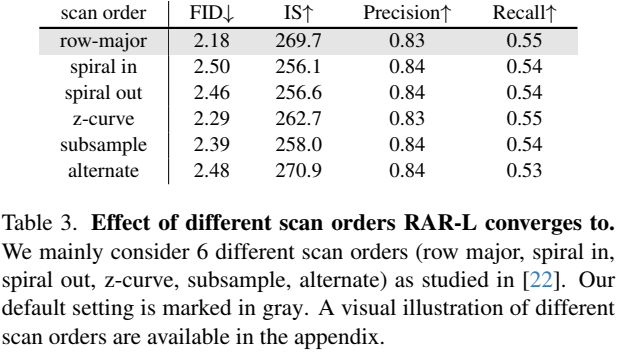 scan order FID↓ IS↑ Precision↑ Recall↑
row-major 2.18 269.7 0.83 0.55
spiral in 2.50 256.1 0.84 0.54
spiral out 2.46 256.6 0.84 0.54
z-curve 2.29 262.7 0.83 0.55
subsample 2.39 258.0 0.84 0.54
alternate 2.48 270.9 0.84 0.53
Table 3. Effect of different scan orders RAR-L converges to.
We mainly consider 6 different scan orders (row major, spiral in,
spiral out, z-curve, subsample, alternate) as studied in [22]. Our
default setting is marked in gray. A visual illustration of different
scan orders are available in the appendix.